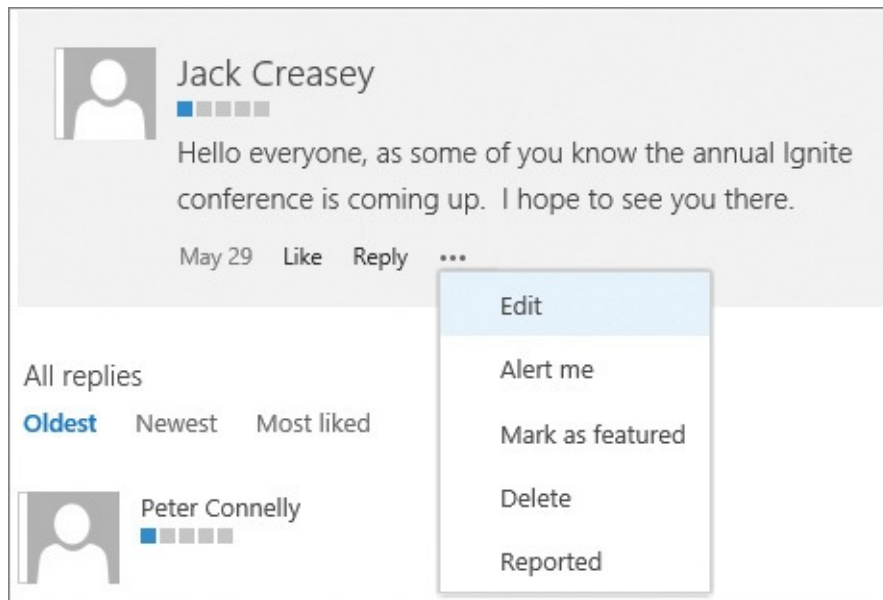 Jack Creasey
Hello everyone, as some of you know the annual Ignite
conference is coming up. I hope to see you there.
May 29 Like Reply •••
Edit
Alert me
Mark as featured
Delete
Reported
All replies
Oldest Newest Most liked
Peter Connelly